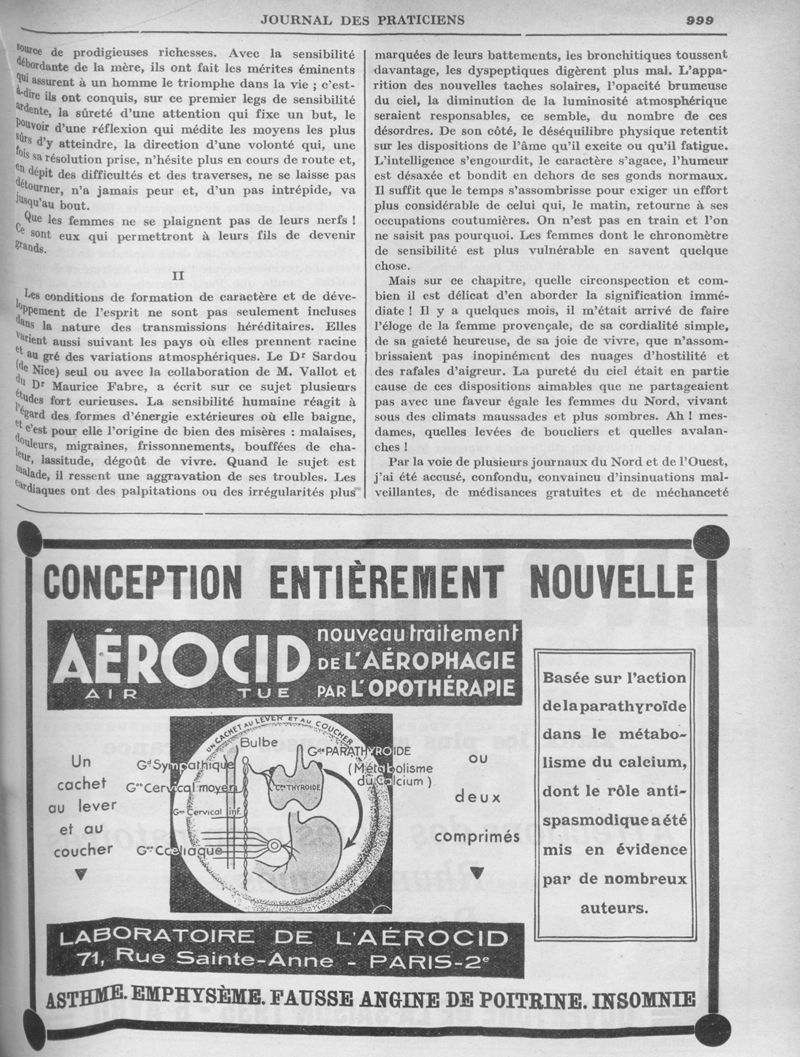 JOURNAL DES PRATICIENS 999
source de prodigieuses richesses. Avec la sensibilité
débordante de la mère, ils ont fait les mérites éminents
qui assurent à un homme le triomphe dans la vie ; c'est-
à-dire ils ont conquis, sur ce premier legs de sensibilité
ardente, la sûreté d'une attention qui fixe un but, le
pouvoir d'une réflexion qui médite les moyens les plus
sûrs d'y atteindre, la direction d'une volonté qui, une
fois sa résolution prise, n'hésite plus en cours de route et,
en dépit des difficultés et des traverses, ne se laisse pas
détourner, n'a jamais peur et, d'un pas intrépide, va
jusqu'au bout.
Que les femmes ne se plaignent pas de leurs nerfs !
Ce sont eux qui permettront à leurs fils de devenir
grands.
II
Les conditions de formation de caractère et de déve-
loppement de l'esprit ne sont pas seulement incluses
dans la nature des transmissions héréditaires. Elles
varient aussi suivant les pays où elles prennent racine
et au gré des variations atmosphériques. Le Dr Sardou
(de Nice) seul ou avec la collaboration de M. Vallot et
du Dr Maurice Fabre, a écrit sur ce sujet plusieurs
études fort curieuses. La sensibilité humaine réagit à
l'égard des formes d'énergie extérieures où elle baigne,
et c'est pour elle l'origine de bien des misères : malaises,
douleurs, migraines, frissonnements, bouffées de cha-
leur, lassitude, dégoût de vivre. Quand le sujet est
malade, il ressent une aggravation de ses troubles. Les
cardiaques ont des palpitations ou des irrégularités plus
marquées de leurs battements, les bronchitiques toussent
davantage, les dyspeptiques digèrent plus mal. L'appa-
rition des nouvelles taches solaires, l'opacité brumeuse
du ciel, la diminution de la luminosité atmosphérique
seraient responsables, ce semble, du nombre de ces
désordres. De son côté, le déséquilibre physique retentit
sur les dispositions de l'âme qu'il excite ou qu'il fatigue.
L'intelligence s'engourdit, le caractère s'agace, l'humeur
est désaxée et bondit en dehors de ses gonds normaux.
Il suffit que le temps s'assombrisse pour exiger un effort
plus considérable de celui qui, le matin, retourne à ses
occupations coutumières. On n'est pas en train et l'on
ne saisit pas pourquoi. Les femmes dont le chronomètre
de sensibilité est plus vulnérable en savent quelque
chose.
Mais sur ce chapitre, quelle circonspection et com-
bien il est délicat d'en aborder la signification immé-
diate ! Il y a quelques mois, il m'était arrivé de faire
l'éloge de la femme provençale, de sa cordialité simple,
de sa gaieté heureuse, de sa joie de vivre, que n'assom-
brissaient pas inopinément des nuages d'hostilité et
des rafales d'aigreur. La pureté du ciel était en partie
cause de ces dispositions aimables que ne partageaient
pas avec une faveur égale les femmes du Nord, vivant
sous des climats maussades et plus sombres. Ah ! mes-
dames, quelles levées de boucliers et quelles avalan-
ches !
Par la voie de plusieurs journaux du Nord et de l'Ouest,
j'ai été accusé, confondu, convaincu d'insinuations mal-
veillantes, de médisances gratuites et de méchanceté
CONCEPTION ENTIÈREMENT NOUVELLE
AÉROCID
AIR TUE
nouveau traitement
DE L'AÉROPHAGIE
PAR L'OPOTHÉRAPIE
Un
cachet
au lever
et au
coucher
UN CACHET AU LEVER ET AU COUCHER
Bulbe
Gd Sympathique
Gon Cervical moyen
Gon Cervical inf.
Gon Cœliaque
Gde PARATHYROIDE
(Métabolisme
du Calcium)
Cps THYROIDE
ou
deux
comprimés
Basée sur l'action
de la parathyroïde
dans le métabo-
lisme du calcium,
dont le rôle anti-
spasmodique a été
mis en évidence
par de nombreux
auteurs.
LABORATOIRE DE L'AÉROCID
71, Rue Sainte-Anne - PARIS-2e
ASTHME. EMPHYSÈME. FAUSSE ANGINE DE POITRINE. INSOMNIE